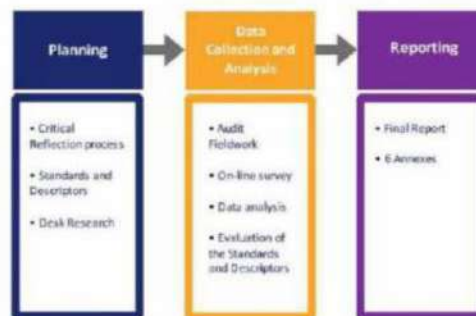 Planning
• Critical
Reflection process
• Standards and
Descriptors
• Desk Research
Data
Collection and
Analysis
• Audit
Fieldwork
• On-line survey
• Data analysis
• Evaluation of
the Standards
and Descriptors
Reporting
• Final Report
• 6 Annexes